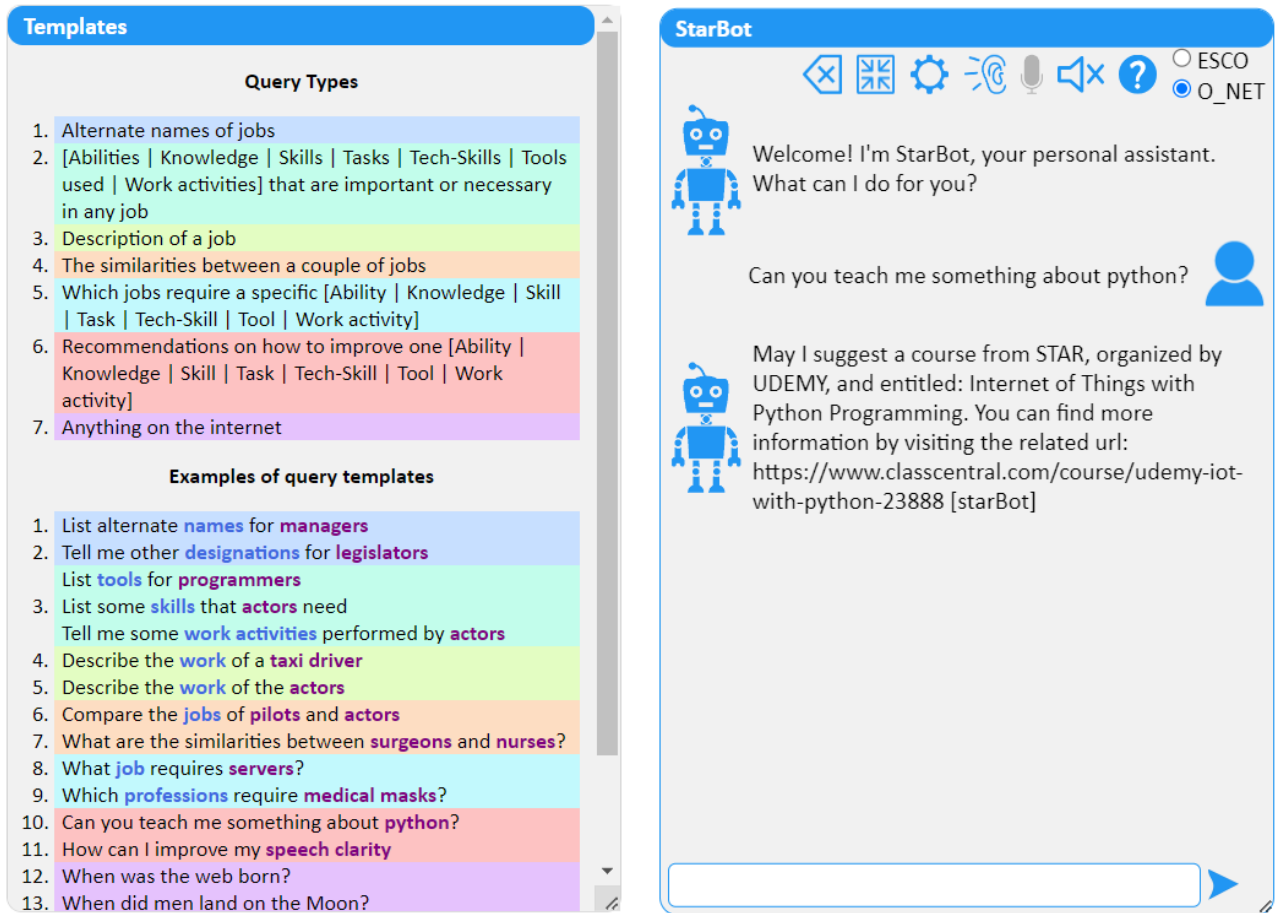 Templates
Query Types
1. Alternate names of jobs
2. [Abilities | Knowledge | Skills | Tasks | Tech-Skills | Tools
used | Work activities] that are important or necessary
in any job
3. Description of a job
4. The similarities between a couple of jobs
5. Which jobs require a specific [Ability | Knowledge | Skill
| Task | Tech-Skill | Tool | Work activity]
6. Recommendations on how to improve one [Ability |
Knowledge | Skill | Task | Tech-Skill | Tool | Work
activity]
7. Anything on the internet
Examples of query templates
1. List alternate names for managers
2. Tell me other designations for legislators
List tools for programmers
3. List some skills that actors need
Tell me some work activities performed by actors
4. Describe the work of a taxi driver
5. Describe the work of the actors
6. Compare the jobs of pilots and actors
7. What are the similarities between surgeons and nurses?
8. What job requires servers?
9. Which professions require medical masks?
10. Can you teach me something about python?
11. How can I improve my speech clarity
12. When was the web born?
13. When did men land on the Moon?
StarBot
ESCO
O_NET
Welcome! I'm StarBot, your personal assistant.
What can I do for you?
Can you teach me something about python?
May I suggest a course from STAR, organized by
UDEMY, and entitled: Internet of Things with
Python Programming. You can find more
information by visiting the related url:
https://www.classcentral.com/course/udemy-iot-
with-python-23888 [starBot]